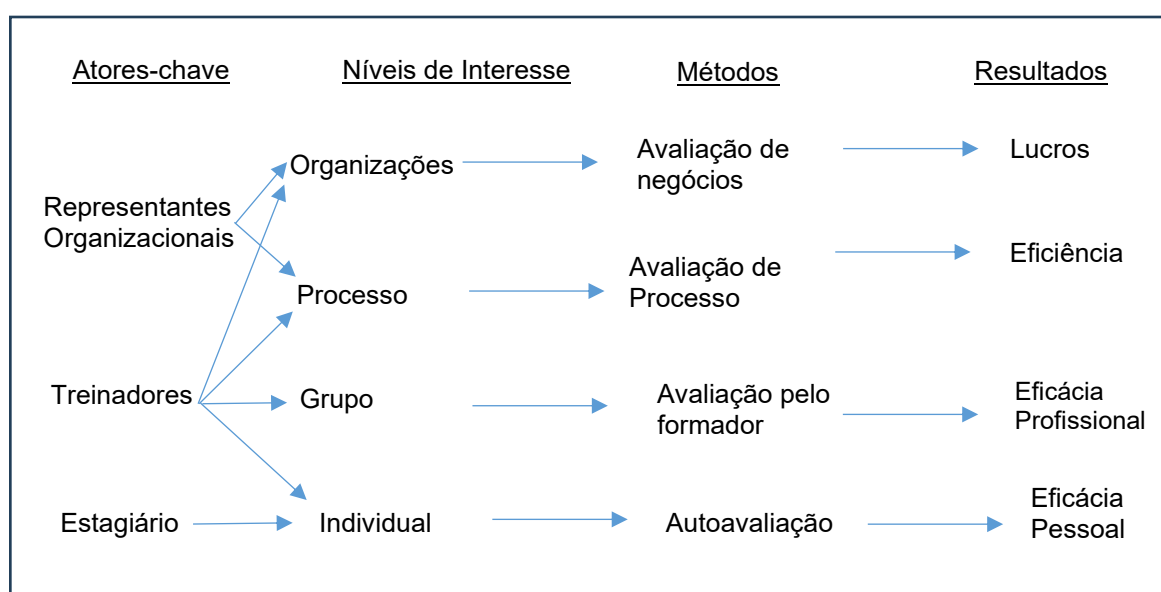 Atores-chave Níveis de Interesse Métodos Resultados
Organizações Avaliação de negócios Lucros
Representantes Organizacionais
Processo Avaliação de Processo Eficiência
Treinadores Grupo Avaliação pelo formador Eficácia Profissional
Estagiário Individual Autoavaliação Eficácia Pessoal